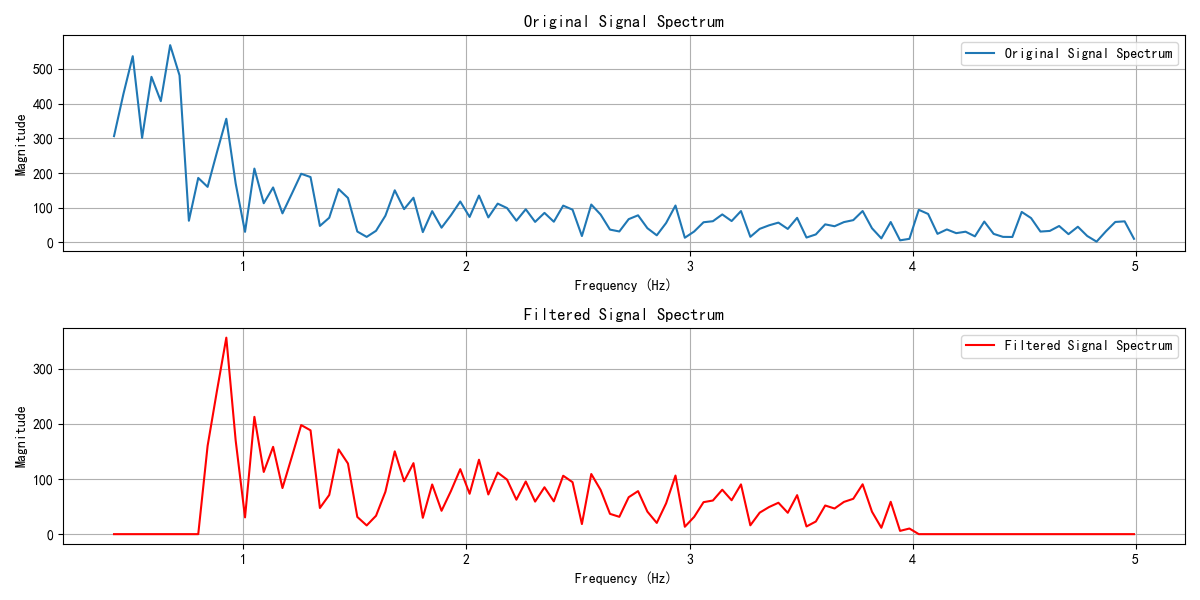 Original Signal Spectrum
Original Signal Spectrum
Magnitude
500
400
300
200
100
0
1 2 3 4 5
Frequency (Hz)
Filtered Signal Spectrum
Filtered Signal Spectrum
Magnitude
300
200
100
0
1 2 3 4 5
Frequency (Hz)